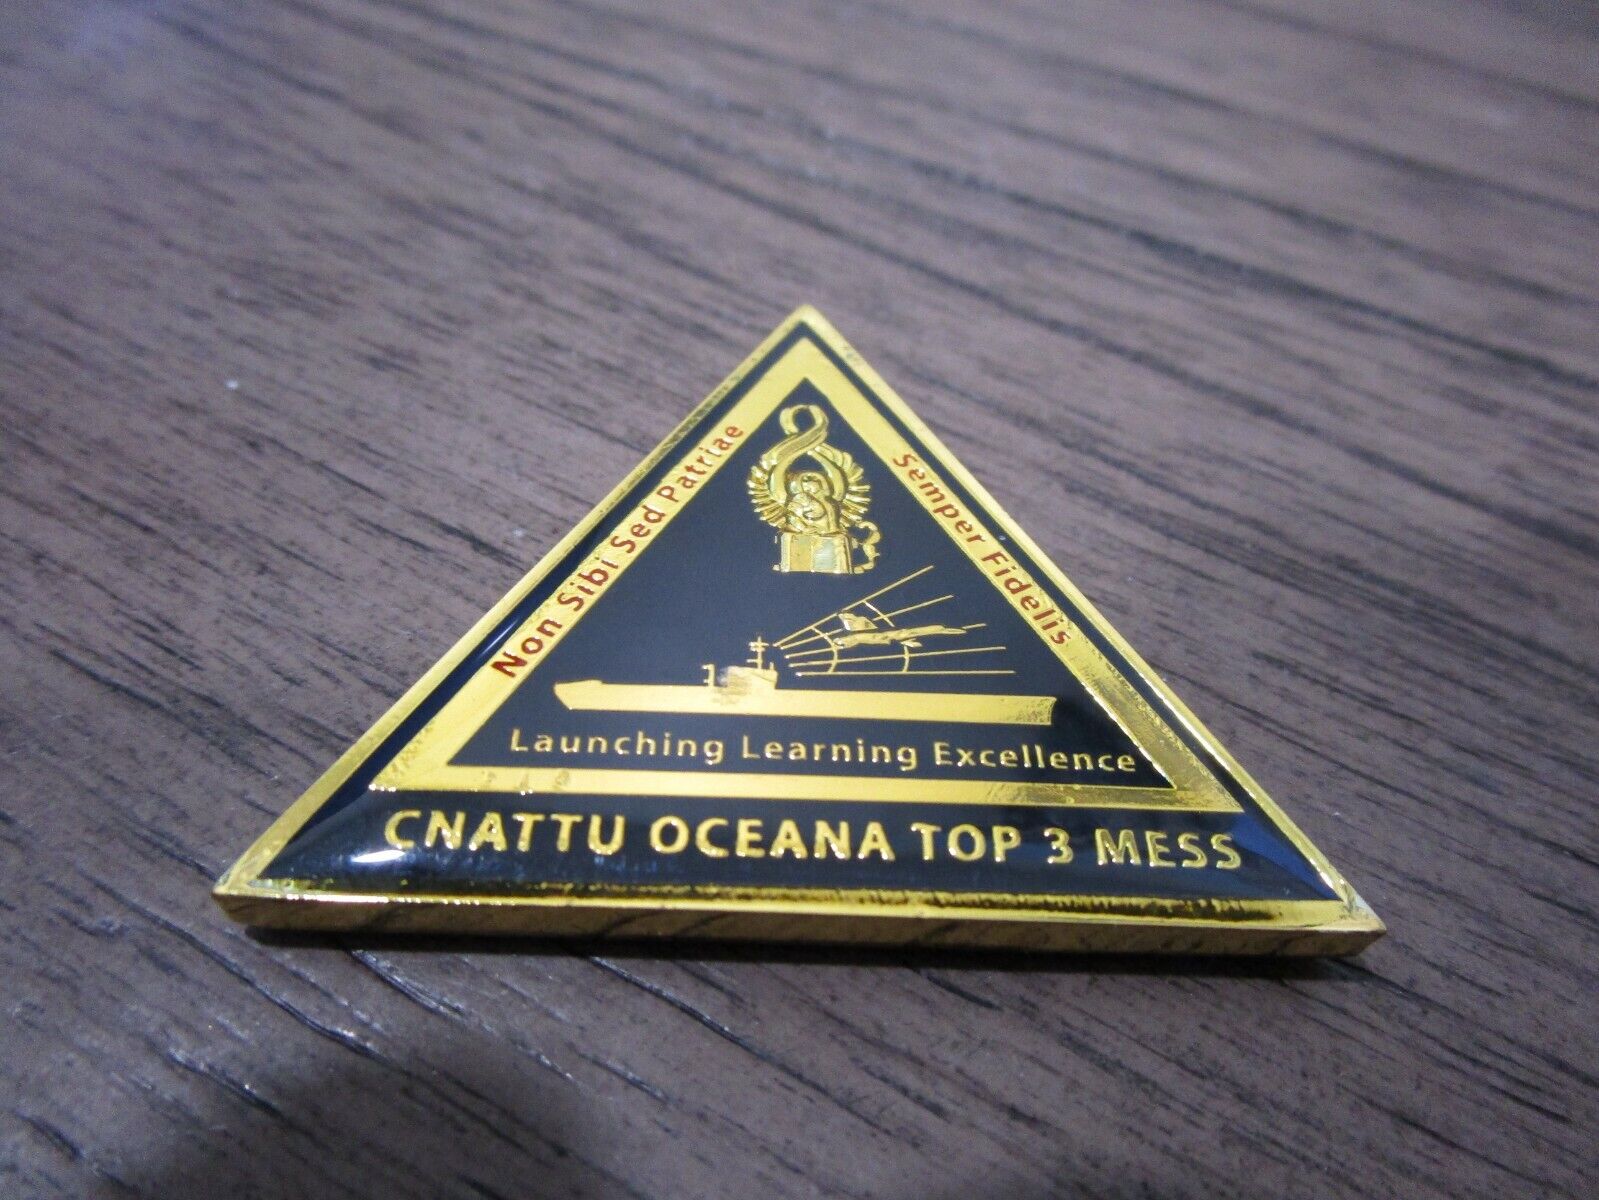 Non Sibi Sed Patriae
Semper Fidelis
Launching Learning Excellence
CNATTU OCEANA TOP 3 MESS